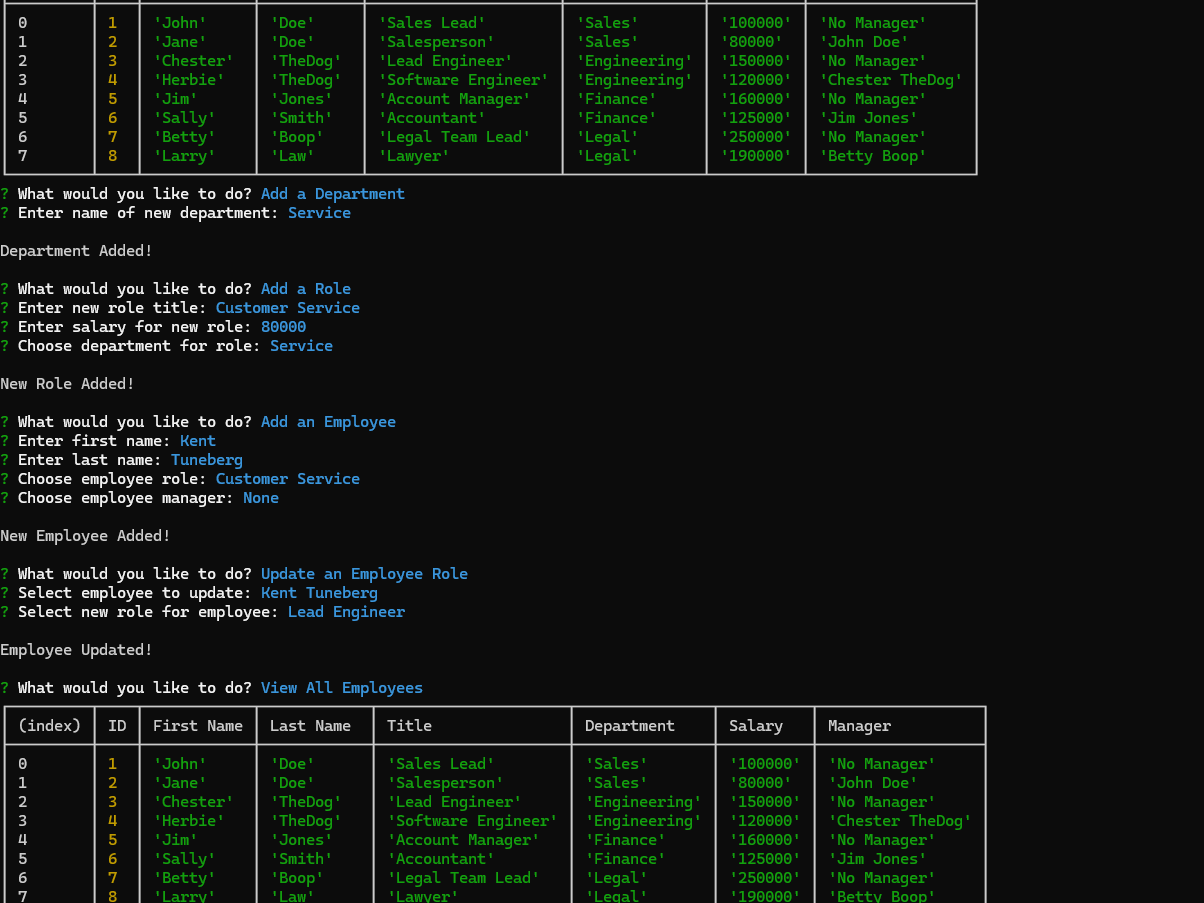 0 1 'John' 'Doe' 'Sales Lead' 'Sales' '100000' 'No Manager'
1 2 'Jane' 'Doe' 'Salesperson' 'Sales' '80000' 'John Doe'
2 3 'Chester' 'TheDog' 'Lead Engineer' 'Engineering' '150000' 'No Manager'
3 4 'Herbie' 'TheDog' 'Software Engineer' 'Engineering' '120000' 'Chester TheDog'
4 5 'Jim' 'Jones' 'Account Manager' 'Finance' '160000' 'No Manager'
5 6 'Sally' 'Smith' 'Accountant' 'Finance' '125000' 'Jim Jones'
6 7 'Betty' 'Boop' 'Legal Team Lead' 'Legal' '250000' 'No Manager'
7 8 'Larry' 'Law' 'Lawyer' 'Legal' '190000' 'Betty Boop'
? What would you like to do? Add a Department
? Enter name of new department: Service
Department Added!
? What would you like to do? Add a Role
? Enter new role title: Customer Service
? Enter salary for new role: 80000
? Choose department for role: Service
New Role Added!
? What would you like to do? Add an Employee
? Enter first name: Kent
? Enter last name: Tuneberg
? Choose employee role: Customer Service
? Choose employee manager: None
New Employee Added!
? What would you like to do? Update an Employee Role
? Select employee to update: Kent Tuneberg
? Select new role for employee: Lead Engineer
Employee Updated!
? What would you like to do? View All Employees
(index) ID First Name Last Name Title Department Salary Manager
0 1 'John' 'Doe' 'Sales Lead' 'Sales' '100000' 'No Manager'
1 2 'Jane' 'Doe' 'Salesperson' 'Sales' '80000' 'John Doe'
2 3 'Chester' 'TheDog' 'Lead Engineer' 'Engineering' '150000' 'No Manager'
3 4 'Herbie' 'TheDog' 'Software Engineer' 'Engineering' '120000' 'Chester TheDog'
4 5 'Jim' 'Jones' 'Account Manager' 'Finance' '160000' 'No Manager'
5 6 'Sally' 'Smith' 'Accountant' 'Finance' '125000' 'Jim Jones'
6 7 'Betty' 'Boop' 'Legal Team Lead' 'Legal' '250000' 'No Manager'
7 8 'Larry' 'Law' 'Lawyer' 'Legal' '190000' 'Betty Boop'